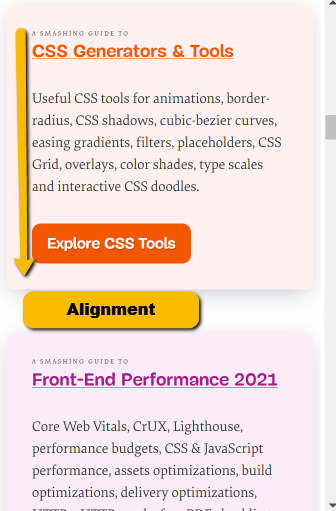 A SMASHING GUIDE TO
CSS Generators & Tools
Useful CSS tools for animations, border-
radius, CSS shadows, cubic-bezier curves,
easing gradients, filters, placeholders, CSS
Grid, overlays, color shades, type scales
and interactive CSS doodles.
Explore CSS Tools
Alignment
A SMASHING GUIDE TO
Front-End Performance 2021
Core Web Vitals, CrUX, Lighthouse,
performance budgets, CSS & JavaScript
performance, assets optimizations, build
optimizations, delivery optimizations,